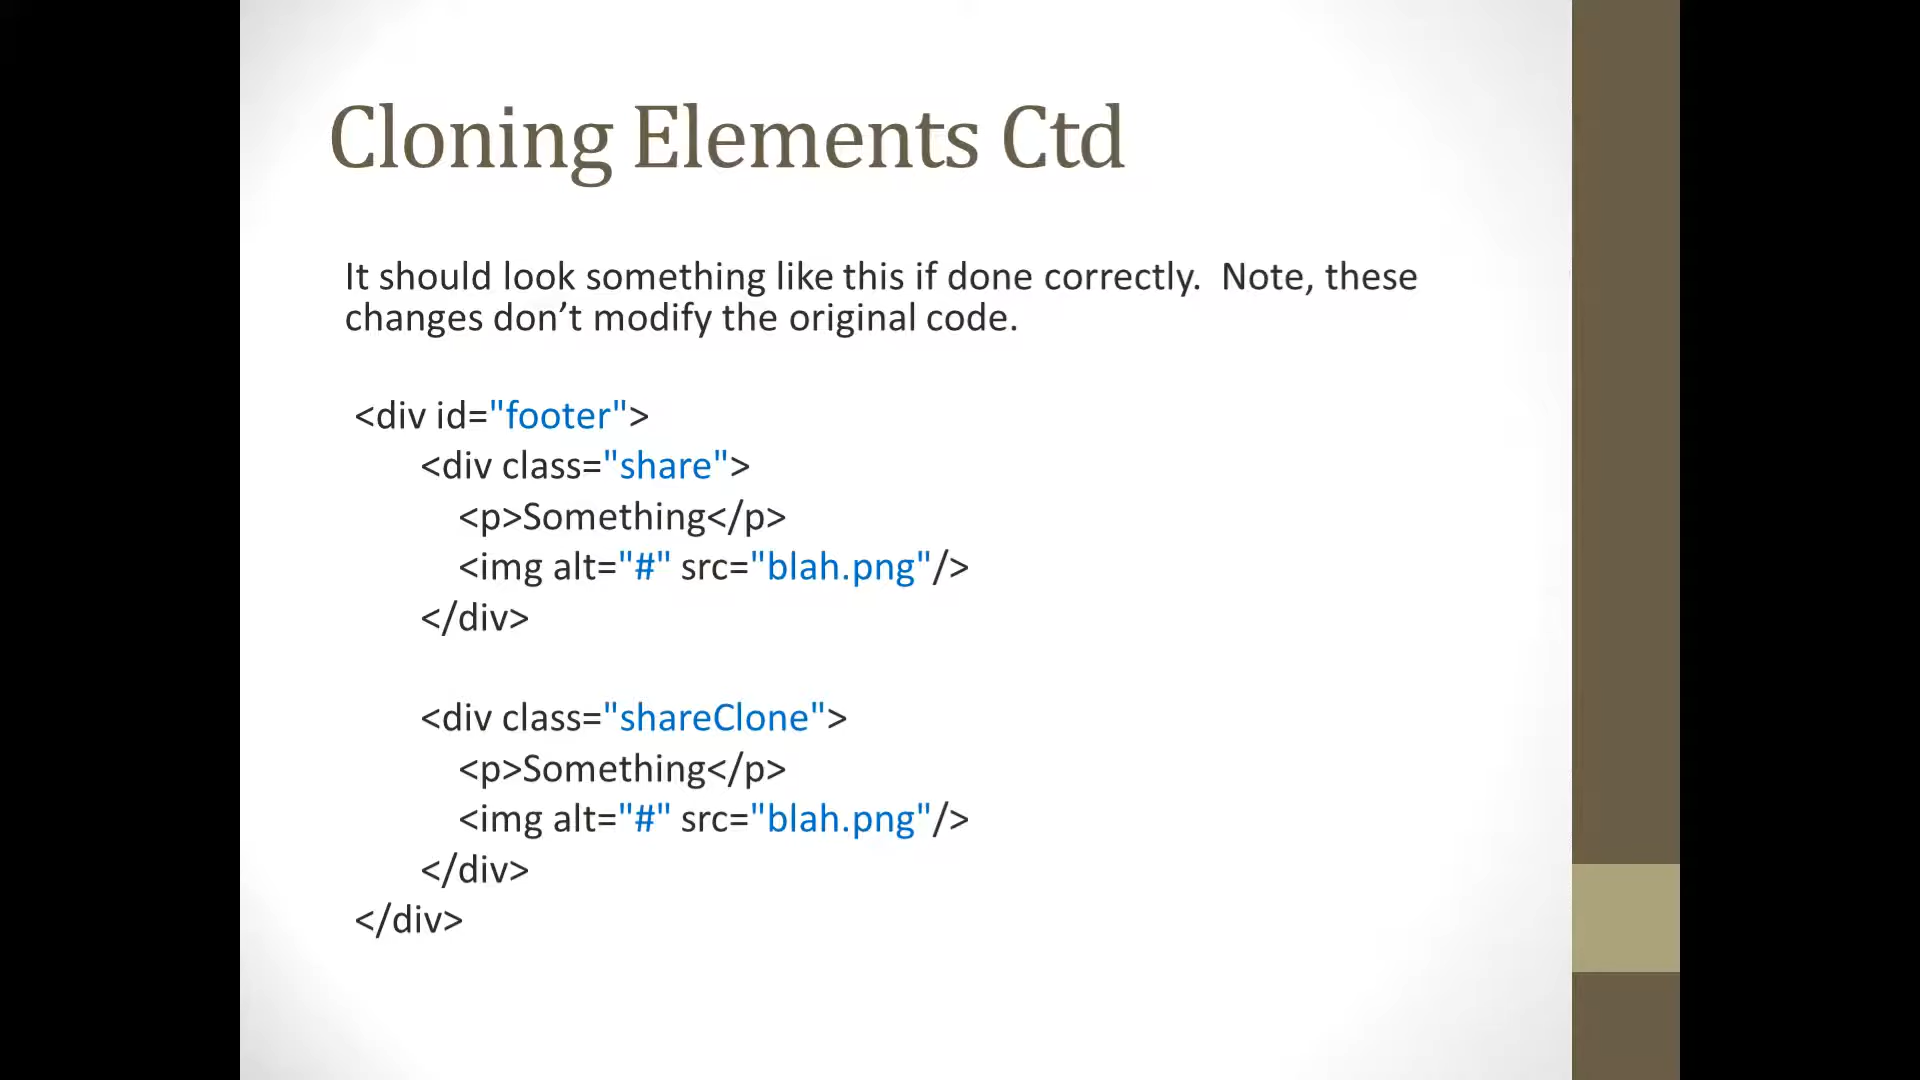 Cloning Elements Ctd
It should look something like this if done correctly.  Note, these
changes don’t modify the original code.
<div id="footer">
<div class="share">
<p>Something</p>
<img alt="#" src="blah.png"/>
</div>
<div class="shareClone">
<p>Something</p>
<img alt="#" src="blah.png"/>
</div>
</div>